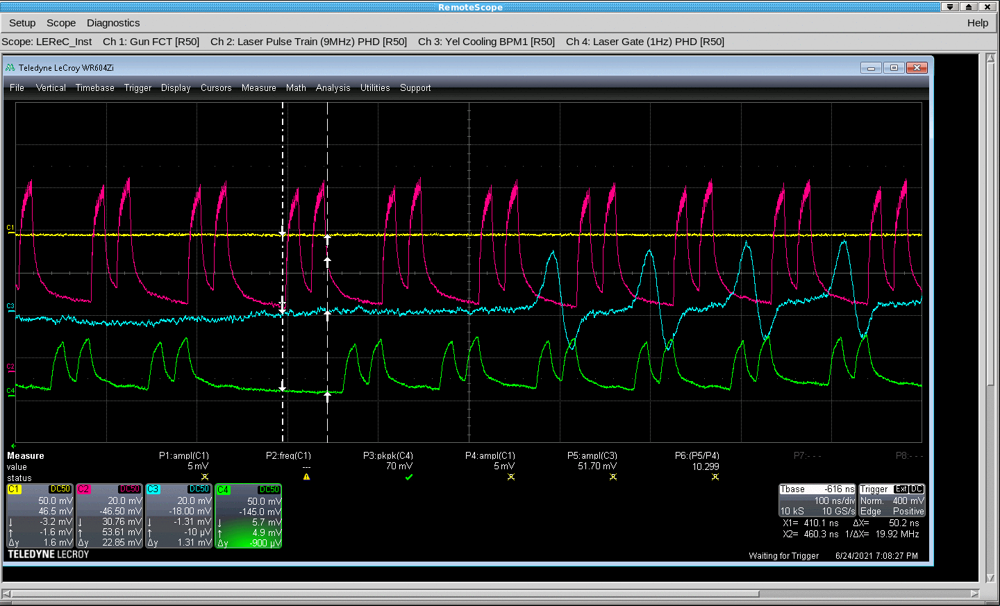 RemoteScope
Setup Scope Diagnostics Help
Scope: LEReC_Inst Ch 1: Gun FCT [R50] Ch 2: Laser Pulse Train (9MHz) PHD [R50] Ch 3: Yel Cooling BPM1 [R50] Ch 4: Laser Gate (1Hz) PHD [R50]
Teledyne LeCroy WR604Zi
File Vertical Timebase Trigger Display Cursors Measure Math Analysis Utilities Support
C1
C3
C2
C4
Measure P1:ampl(C1) P2:freq(C1) P3:pkpk(C4) P4:ampl(C1) P5:ampl(C3) P6:(P5/P4) P7:- - - P8:- - -
value 5 mV --- 70 mV 5 mV 51.70 mV 10.299
status
C1 DC50 C2 DC50 C3 DC50 C4 DC50 Tbase -616 ns Trigger Ext DC
50.0 mV 20.0 mV 20.0 mV 50.0 mV 100 ns/div Norm. 400 mV
46.5 mV -46.50 mV -18.00 mV -145.0 mV 10 kS 10 GS/s Edge Positive
↓ -3.2 mV ↓ 30.76 mV ↓ -1.31 mV ↓ 5.7 mV X1= 410.1 ns ΔX= 50.2 ns
↑ -1.6 mV ↑ 53.61 mV ↑ -10 µV ↑ 4.9 mV X2= 460.3 ns 1/ΔX= 19.92 MHz
Δy 1.6 mV Δy 22.85 mV Δy 1.31 mV Δy -900 µV
TELEDYNE LECROY Waiting for Trigger 6/24/2021 7:08:27 PM